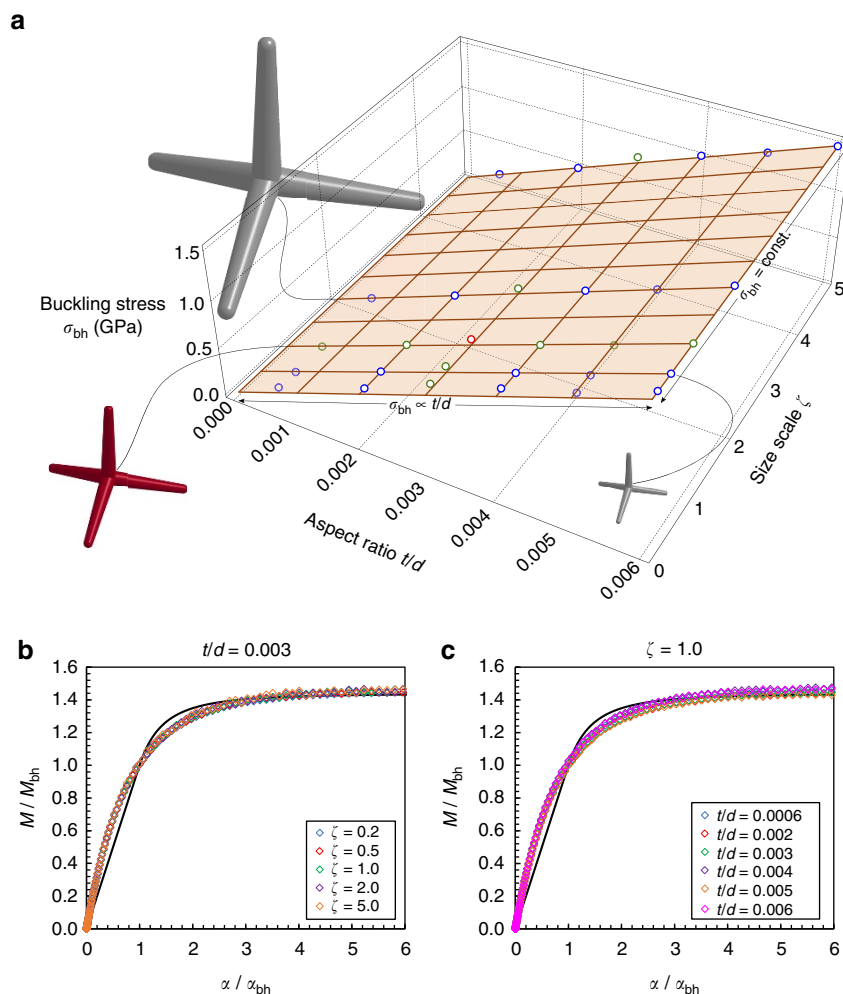 a
1.5
1.0
0.5
0.0
Buckling stress
σbh (GPa)
σbh = const.
σbh ∝ t/d
0.000
0.001
0.002
0.003
0.004
0.005
0.006
Aspect ratio t/d
0
1
2
3
4
5
Size scale ζ
b
t/d = 0.003
1.6
1.4
1.2
1.0
0.8
0.6
0.4
0.2
0.0
M / Mbh
ζ = 0.2
ζ = 0.5
ζ = 1.0
ζ = 2.0
ζ = 5.0
0 1 2 3 4 5 6
α / αbh
c
ζ = 1.0
1.6
1.4
1.2
1.0
0.8
0.6
0.4
0.2
0.0
M / Mbh
t/d = 0.0006
t/d = 0.002
t/d = 0.003
t/d = 0.004
t/d = 0.005
t/d = 0.006
0 1 2 3 4 5 6
α / αbh